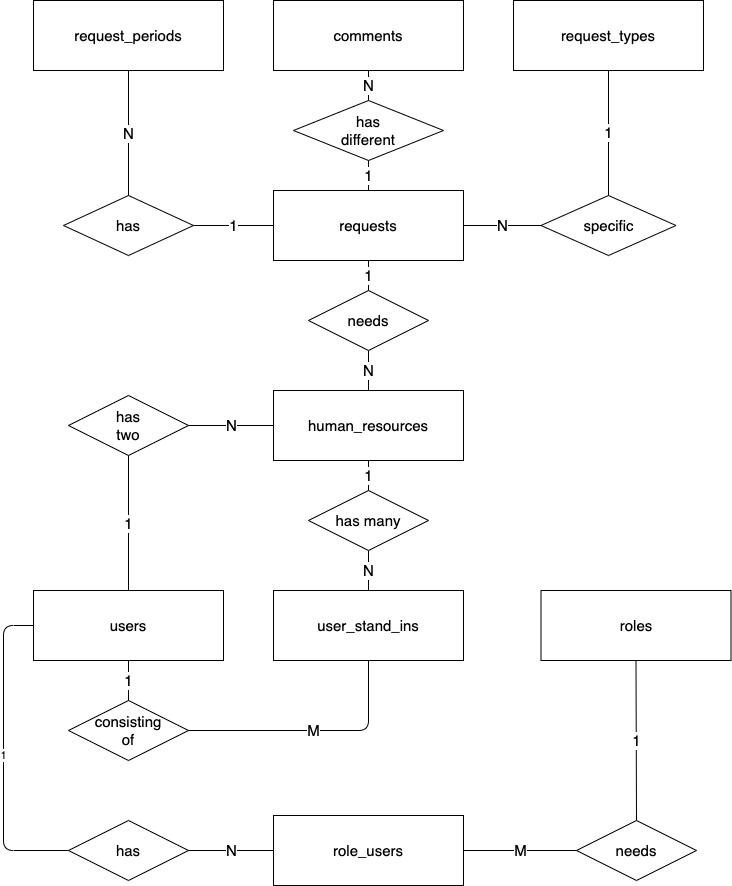 request_periods
comments
request_types
N
N
1
has
different
1
has
1
requests
N
specific
1
needs
N
has
two
N
human_resources
1
1
has many
N
users
user_stand_ins
roles
1
consisting
of
M
1
1
has
N
role_users
M
needs